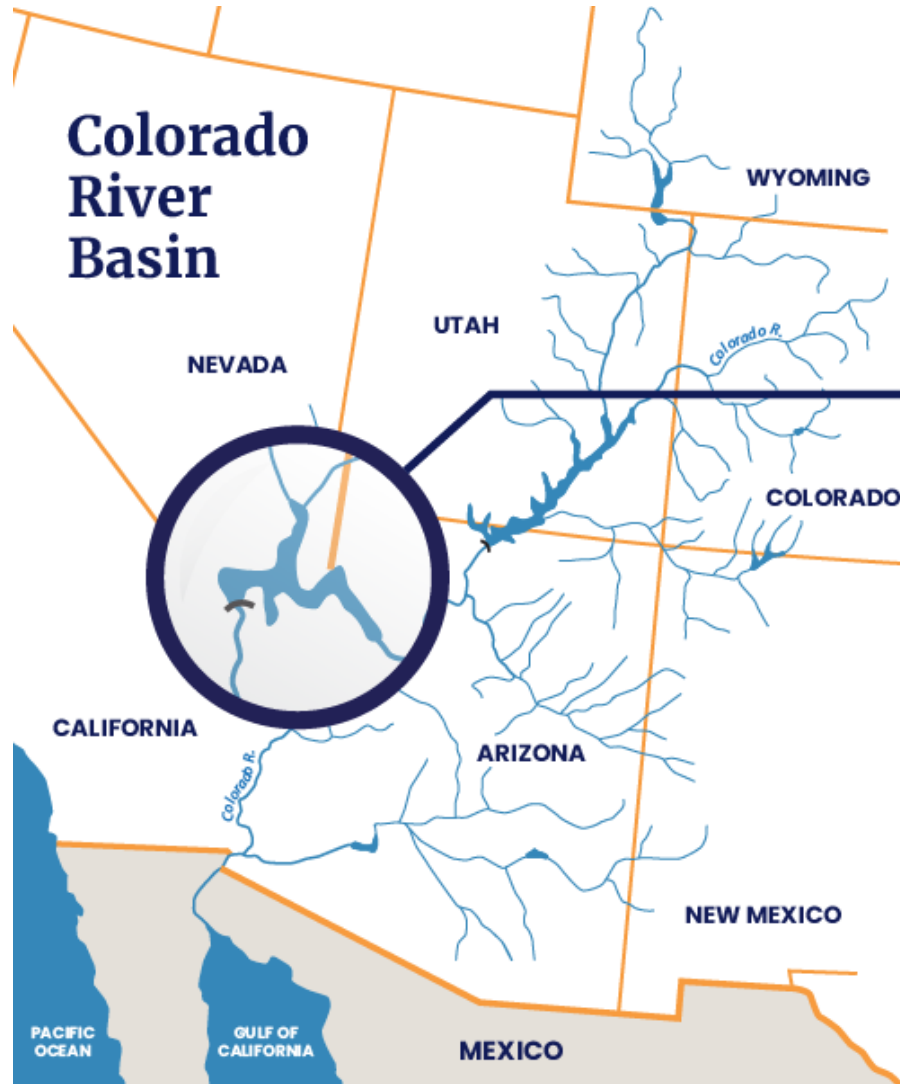 Colorado
River
Basin
WYOMING
UTAH
Colorado R.
NEVADA
COLORADO
CALIFORNIA
ARIZONA
Colorado R.
NEW MEXICO
PACIFIC
OCEAN
GULF OF
CALIFORNIA
MEXICO